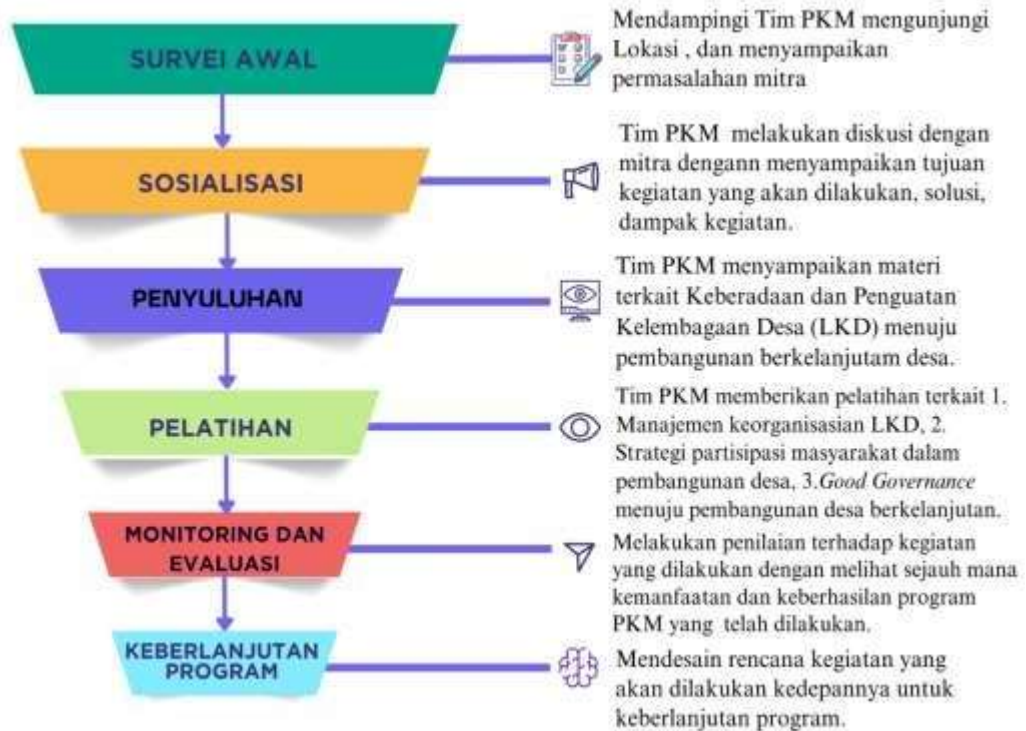 SURVEI AWAL
Mendampingi Tim PKM mengunjungi
Lokasi , dan menyampaikan
permasalahan mitra
SOSIALISASI
Tim PKM melakukan diskusi dengan
mitra dengann menyampaikan tujuan
kegiatan yang akan dilakukan, solusi,
dampak kegiatan.
PENYULUHAN
Tim PKM menyampaikan materi
terkait Keberadaan dan Penguatan
Kelembagaan Desa (LKD) menuju
pembangunan berkelanjutam desa.
PELATIHAN
Tim PKM memberikan pelatihan terkait 1.
Manajemen keorganisasian LKD, 2.
Strategi partisipasi masyarakat dalam
pembangunan desa, 3.Good Governance
menuju pembangunan desa berkelanjutan.
MONITORING DAN
EVALUASI
Melakukan penilaian terhadap kegiatan
yang dilakukan dengan melihat sejauh mana
kemanfaatan dan keberhasilan program
PKM yang telah dilakukan.
KEBERLANJUTAN
PROGRAM
Mendesain rencana kegiatan yang
akan dilakukan kedepannya untuk
keberlanjutan program.